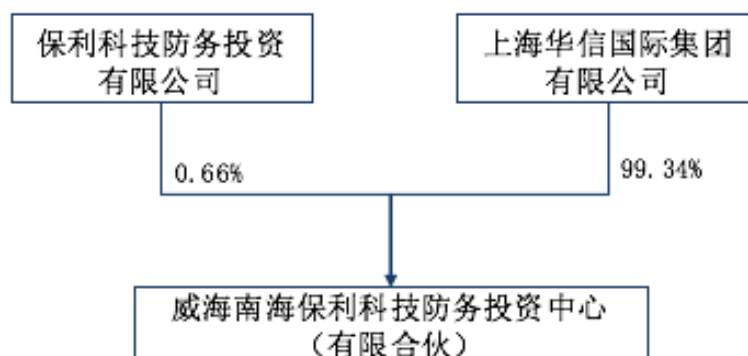 保利科技防务投资
有限公司
上海华信国际集团
有限公司
0.66%
99.34%
威海南海保利科技防务投资中心
（有限合伙）